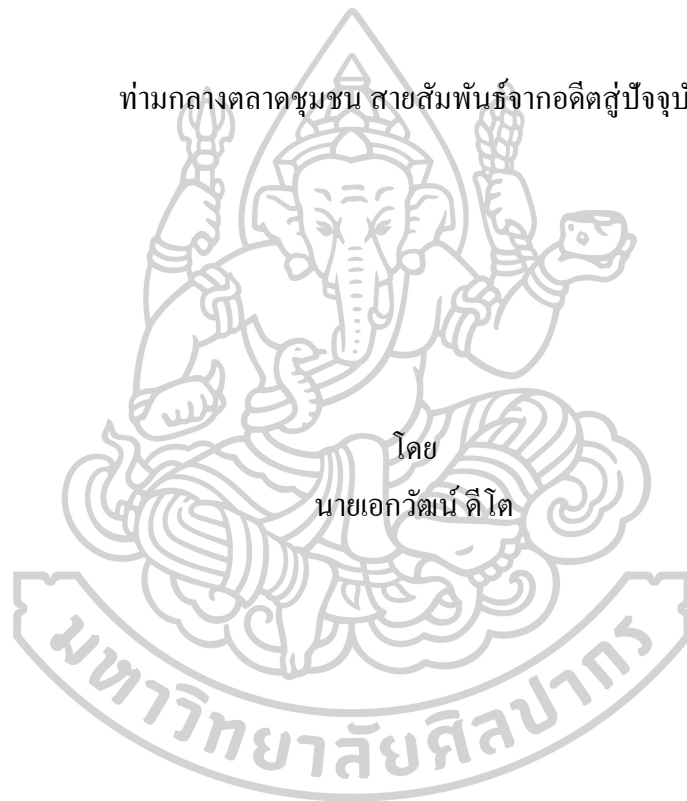 ท่ามกลางตลาดชุมชน สายสัมพันธ์จากอดีตสู่ปัจจุบั
โดย
นายเอกวัฒน์ ดีโต
มหาวิทยาลัยศิลปากร